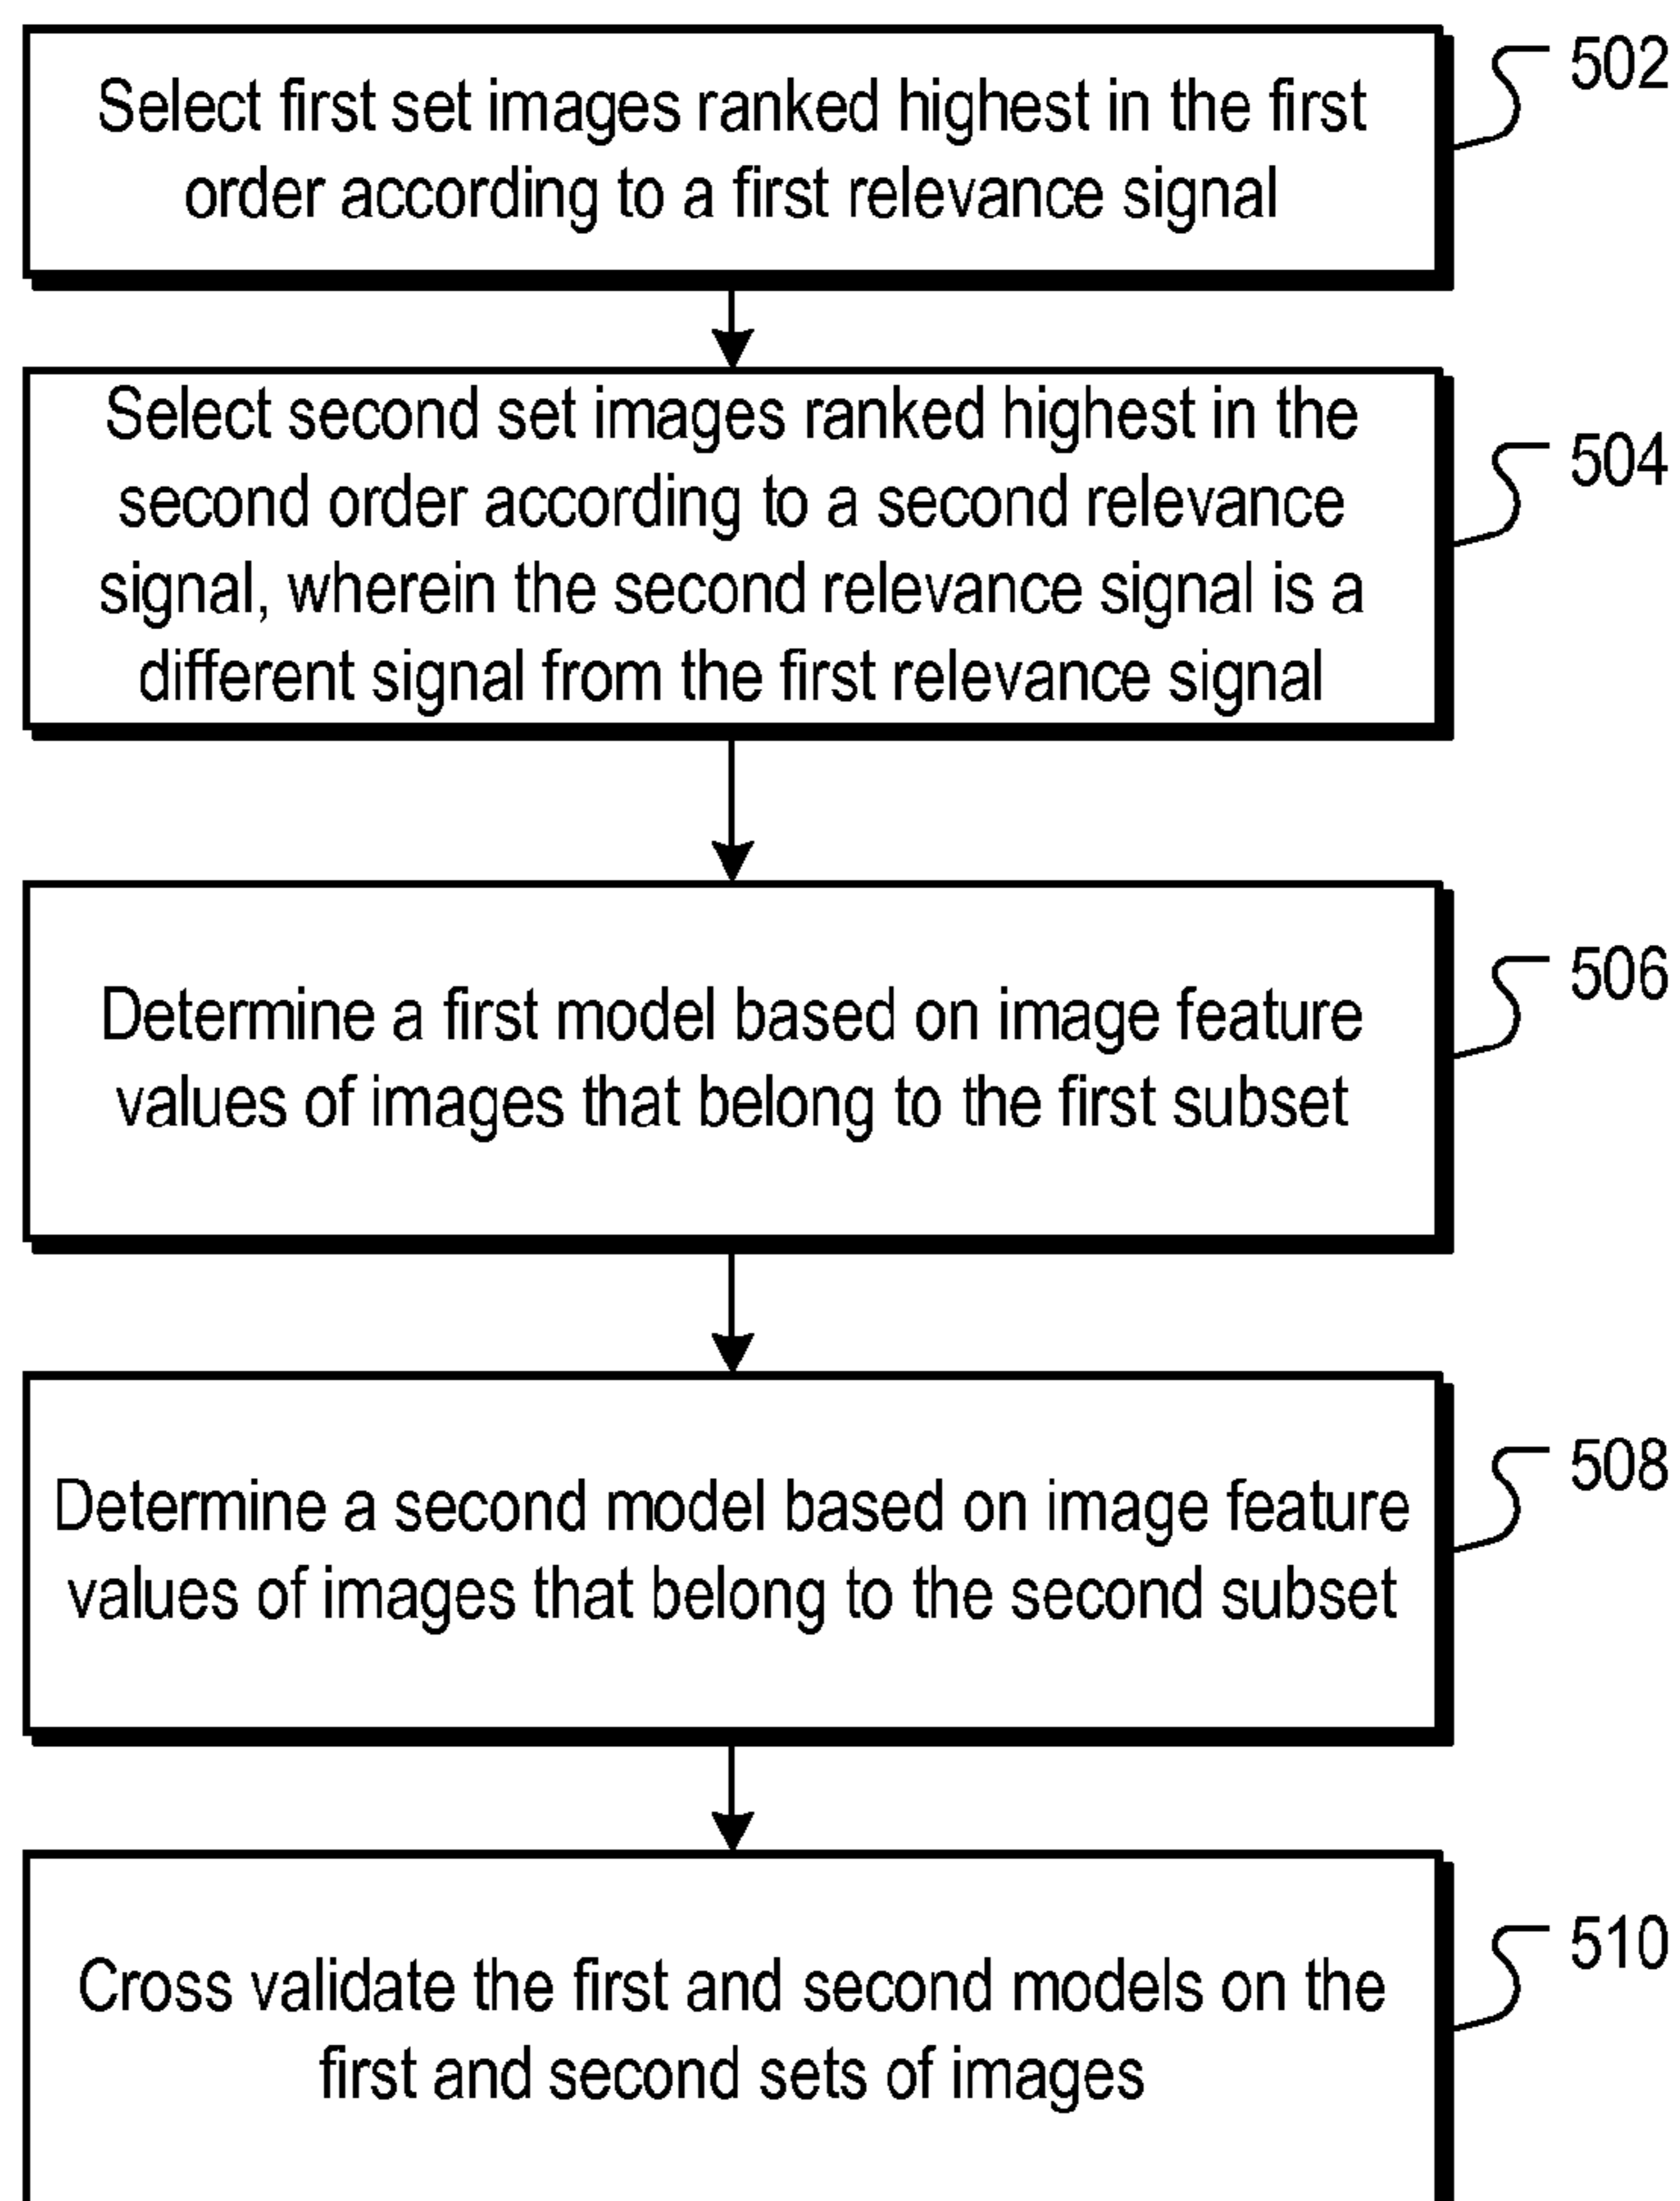 Select first set images ranked highest in the first
order according to a first relevance signal
502
Select second set images ranked highest in the
second order according to a second relevance
signal, wherein the second relevance signal is a
different signal from the first relevance signal
504
Determine a first model based on image feature
values of images that belong to the first subset
506
Determine a second model based on image feature
values of images that belong to the second subset
508
Cross validate the first and second models on the
first and second sets of images
510